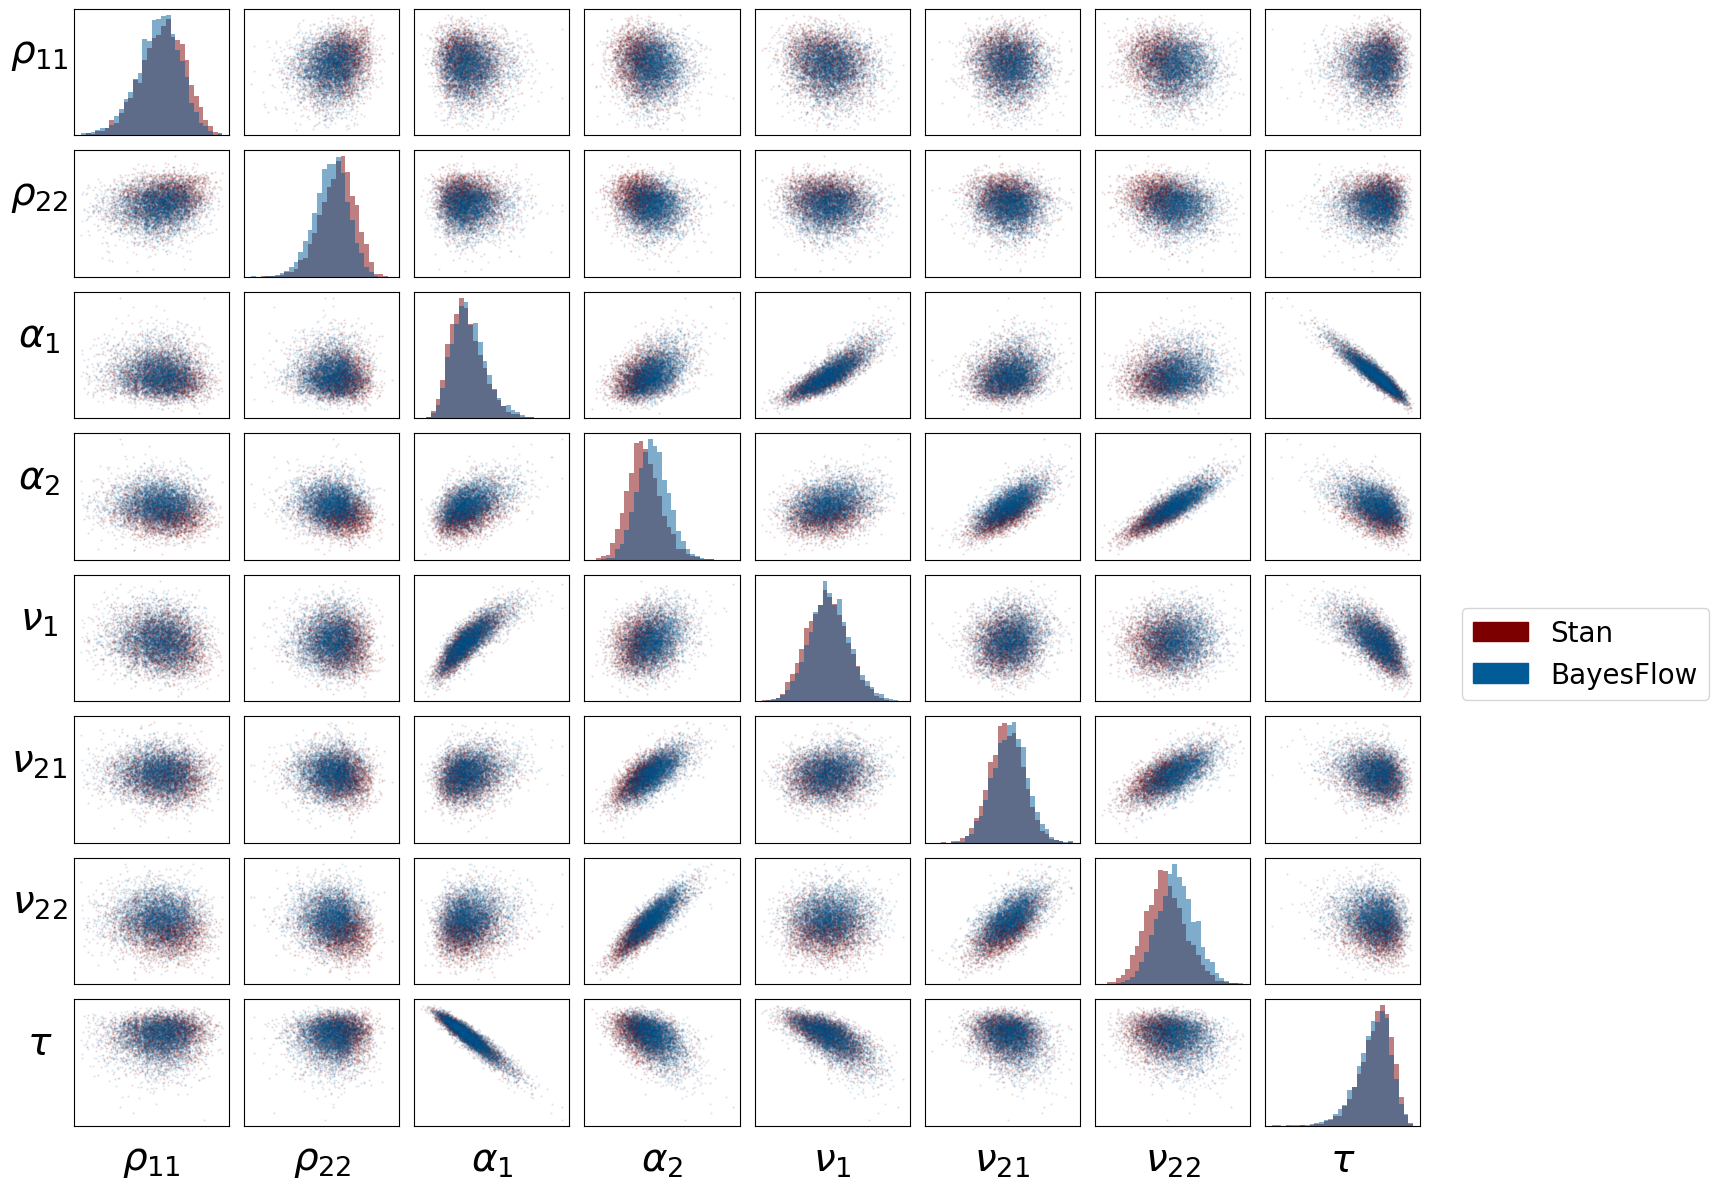 ρ11
ρ22
α1
α2
ν1
ν21
ν22
τ
Stan
BayesFlow
ρ11 ρ22 α1 α2 ν1 ν21 ν22 τ